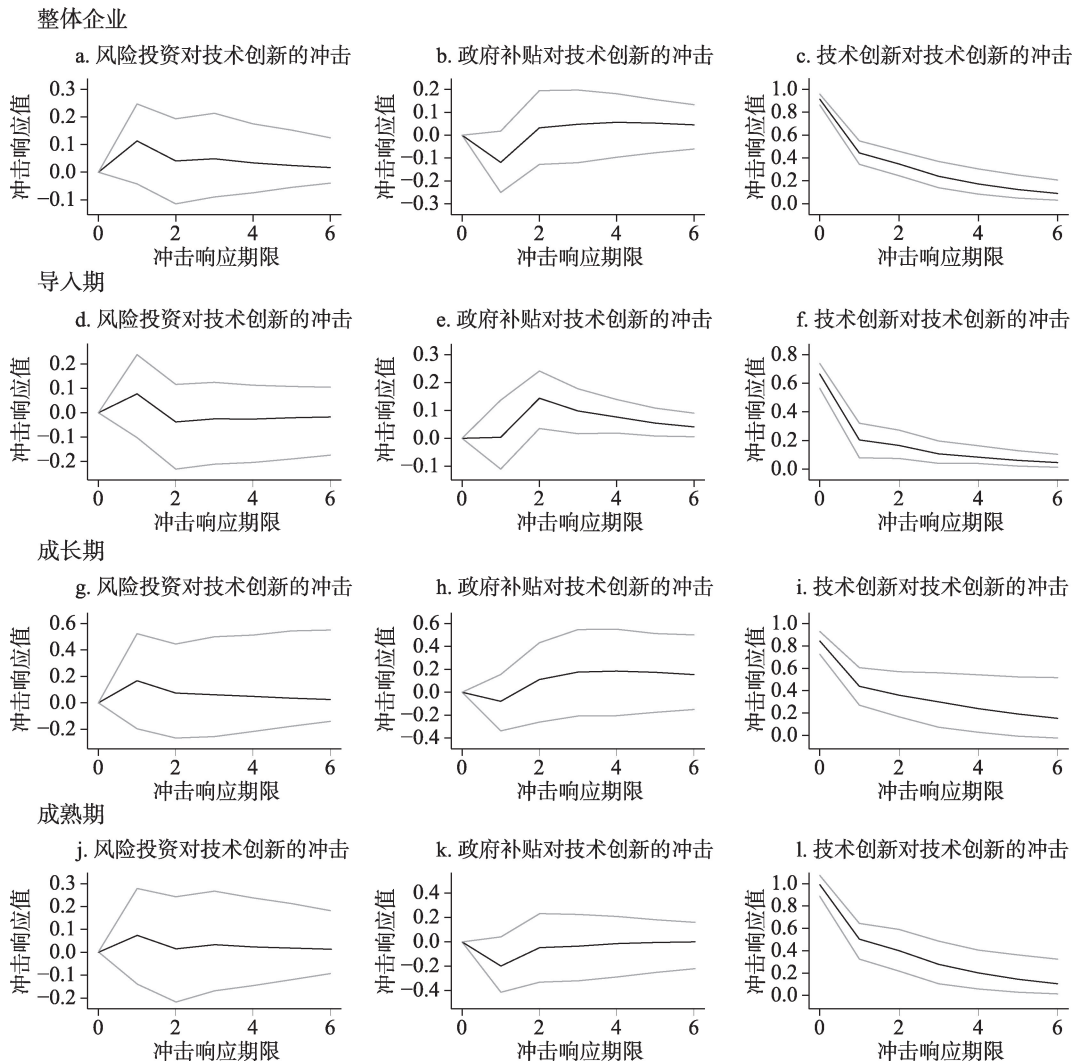 整体企业
a. 风险投资对技术创新的冲击
冲击响应值
0.3
0.2
0.1
0.0
−0.1
0 2 4 6
冲击响应期限
b. 政府补贴对技术创新的冲击
冲击响应值
0.2
0.1
0.0
−0.1
−0.2
−0.3
0 2 4 6
冲击响应期限
c. 技术创新对技术创新的冲击
冲击响应值
1.0
0.8
0.6
0.4
0.2
0.0
0 2 4 6
冲击响应期限
导入期
d. 风险投资对技术创新的冲击
冲击响应值
0.2
0.1
0.0
−0.1
−0.2
0 2 4 6
冲击响应期限
e. 政府补贴对技术创新的冲击
冲击响应值
0.3
0.2
0.1
0.0
−0.1
0 2 4 6
冲击响应期限
f. 技术创新对技术创新的冲击
冲击响应值
0.8
0.6
0.4
0.2
0.0
0 2 4 6
冲击响应期限
成长期
g. 风险投资对技术创新的冲击
冲击响应值
0.6
0.4
0.2
0.0
−0.2
0 2 4 6
冲击响应期限
h. 政府补贴对技术创新的冲击
冲击响应值
0.6
0.4
0.2
0.0
−0.2
−0.4
0 2 4 6
冲击响应期限
i. 技术创新对技术创新的冲击
冲击响应值
1.0
0.8
0.6
0.4
0.2
0.0
0 2 4 6
冲击响应期限
成熟期
j. 风险投资对技术创新的冲击
冲击响应值
0.3
0.2
0.1
0.0
−0.1
−0.2
0 2 4 6
冲击响应期限
k. 政府补贴对技术创新的冲击
冲击响应值
0.4
0.2
0.0
−0.2
−0.4
0 2 4 6
冲击响应期限
l. 技术创新对技术创新的冲击
冲击响应值
1.0
0.8
0.6
0.4
0.2
0.0
0 2 4 6
冲击响应期限